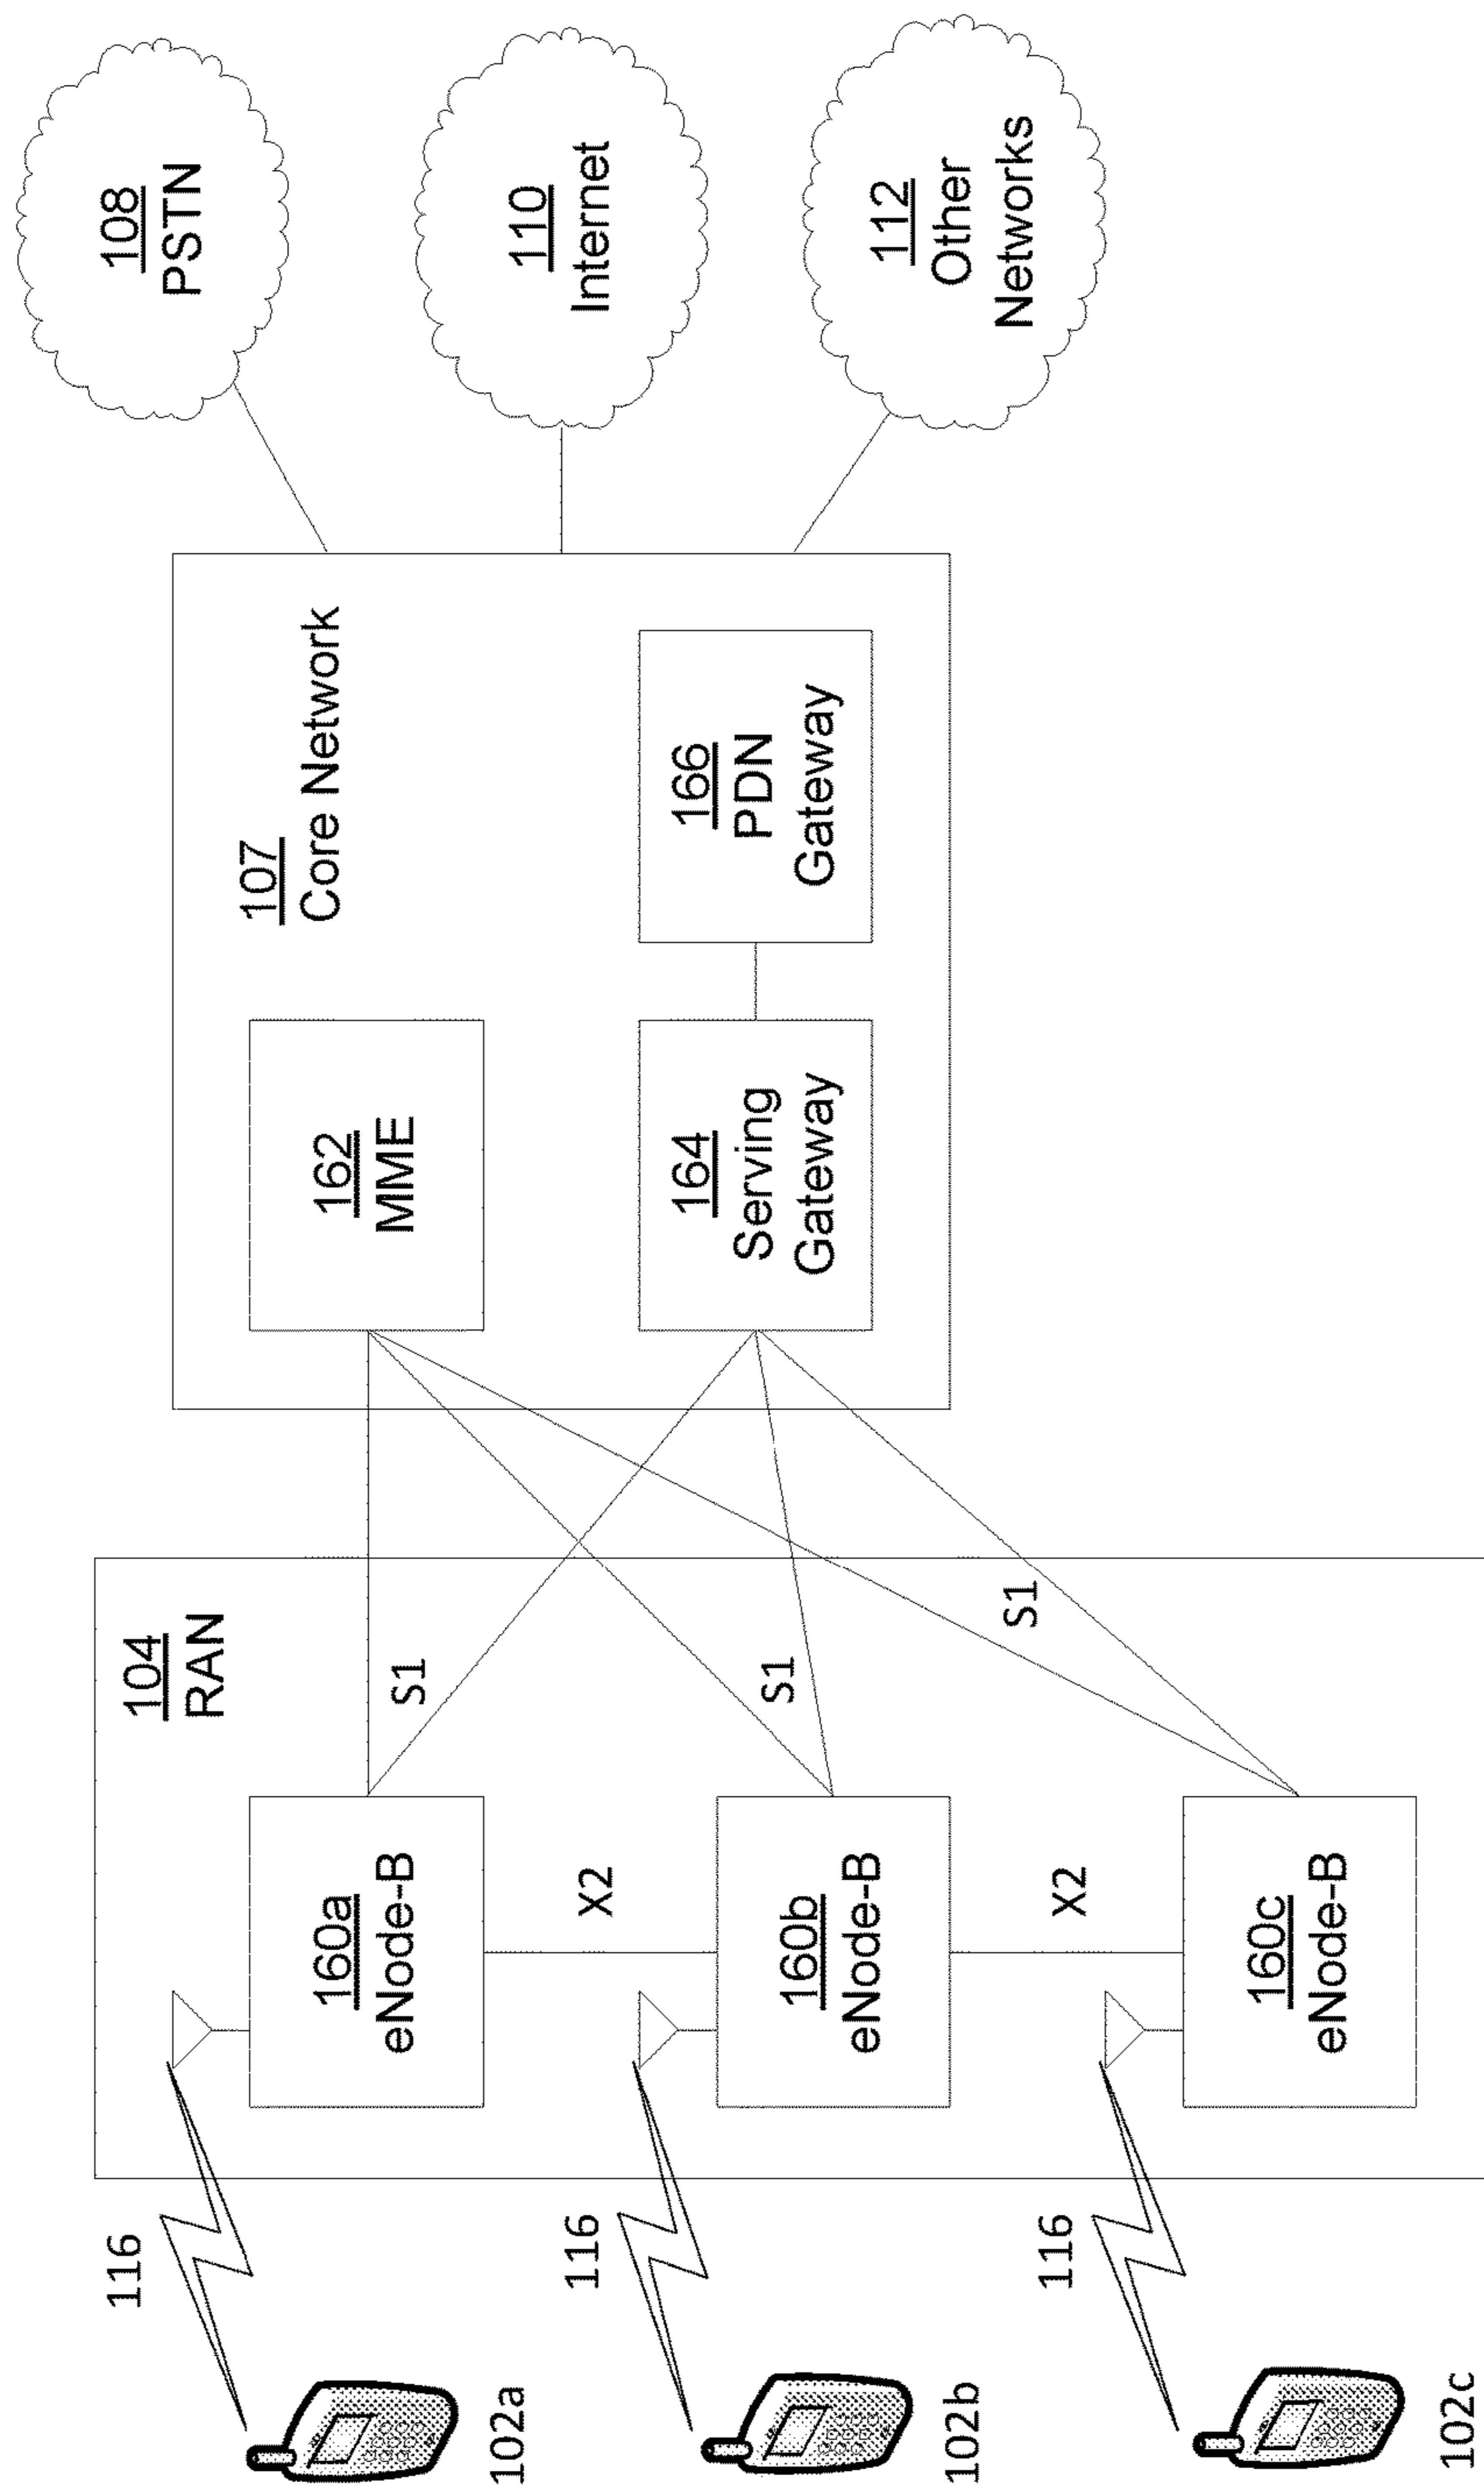 102a
116
104
RAN
160a
eNode-B
S1
162
MME
107
Core Network
108
PSTN
X2
102b
116
160b
eNode-B
S1
164
Serving
Gateway
166
PDN
Gateway
110
Internet
X2
102c
116
160c
eNode-B
S1
112
Other
Networks